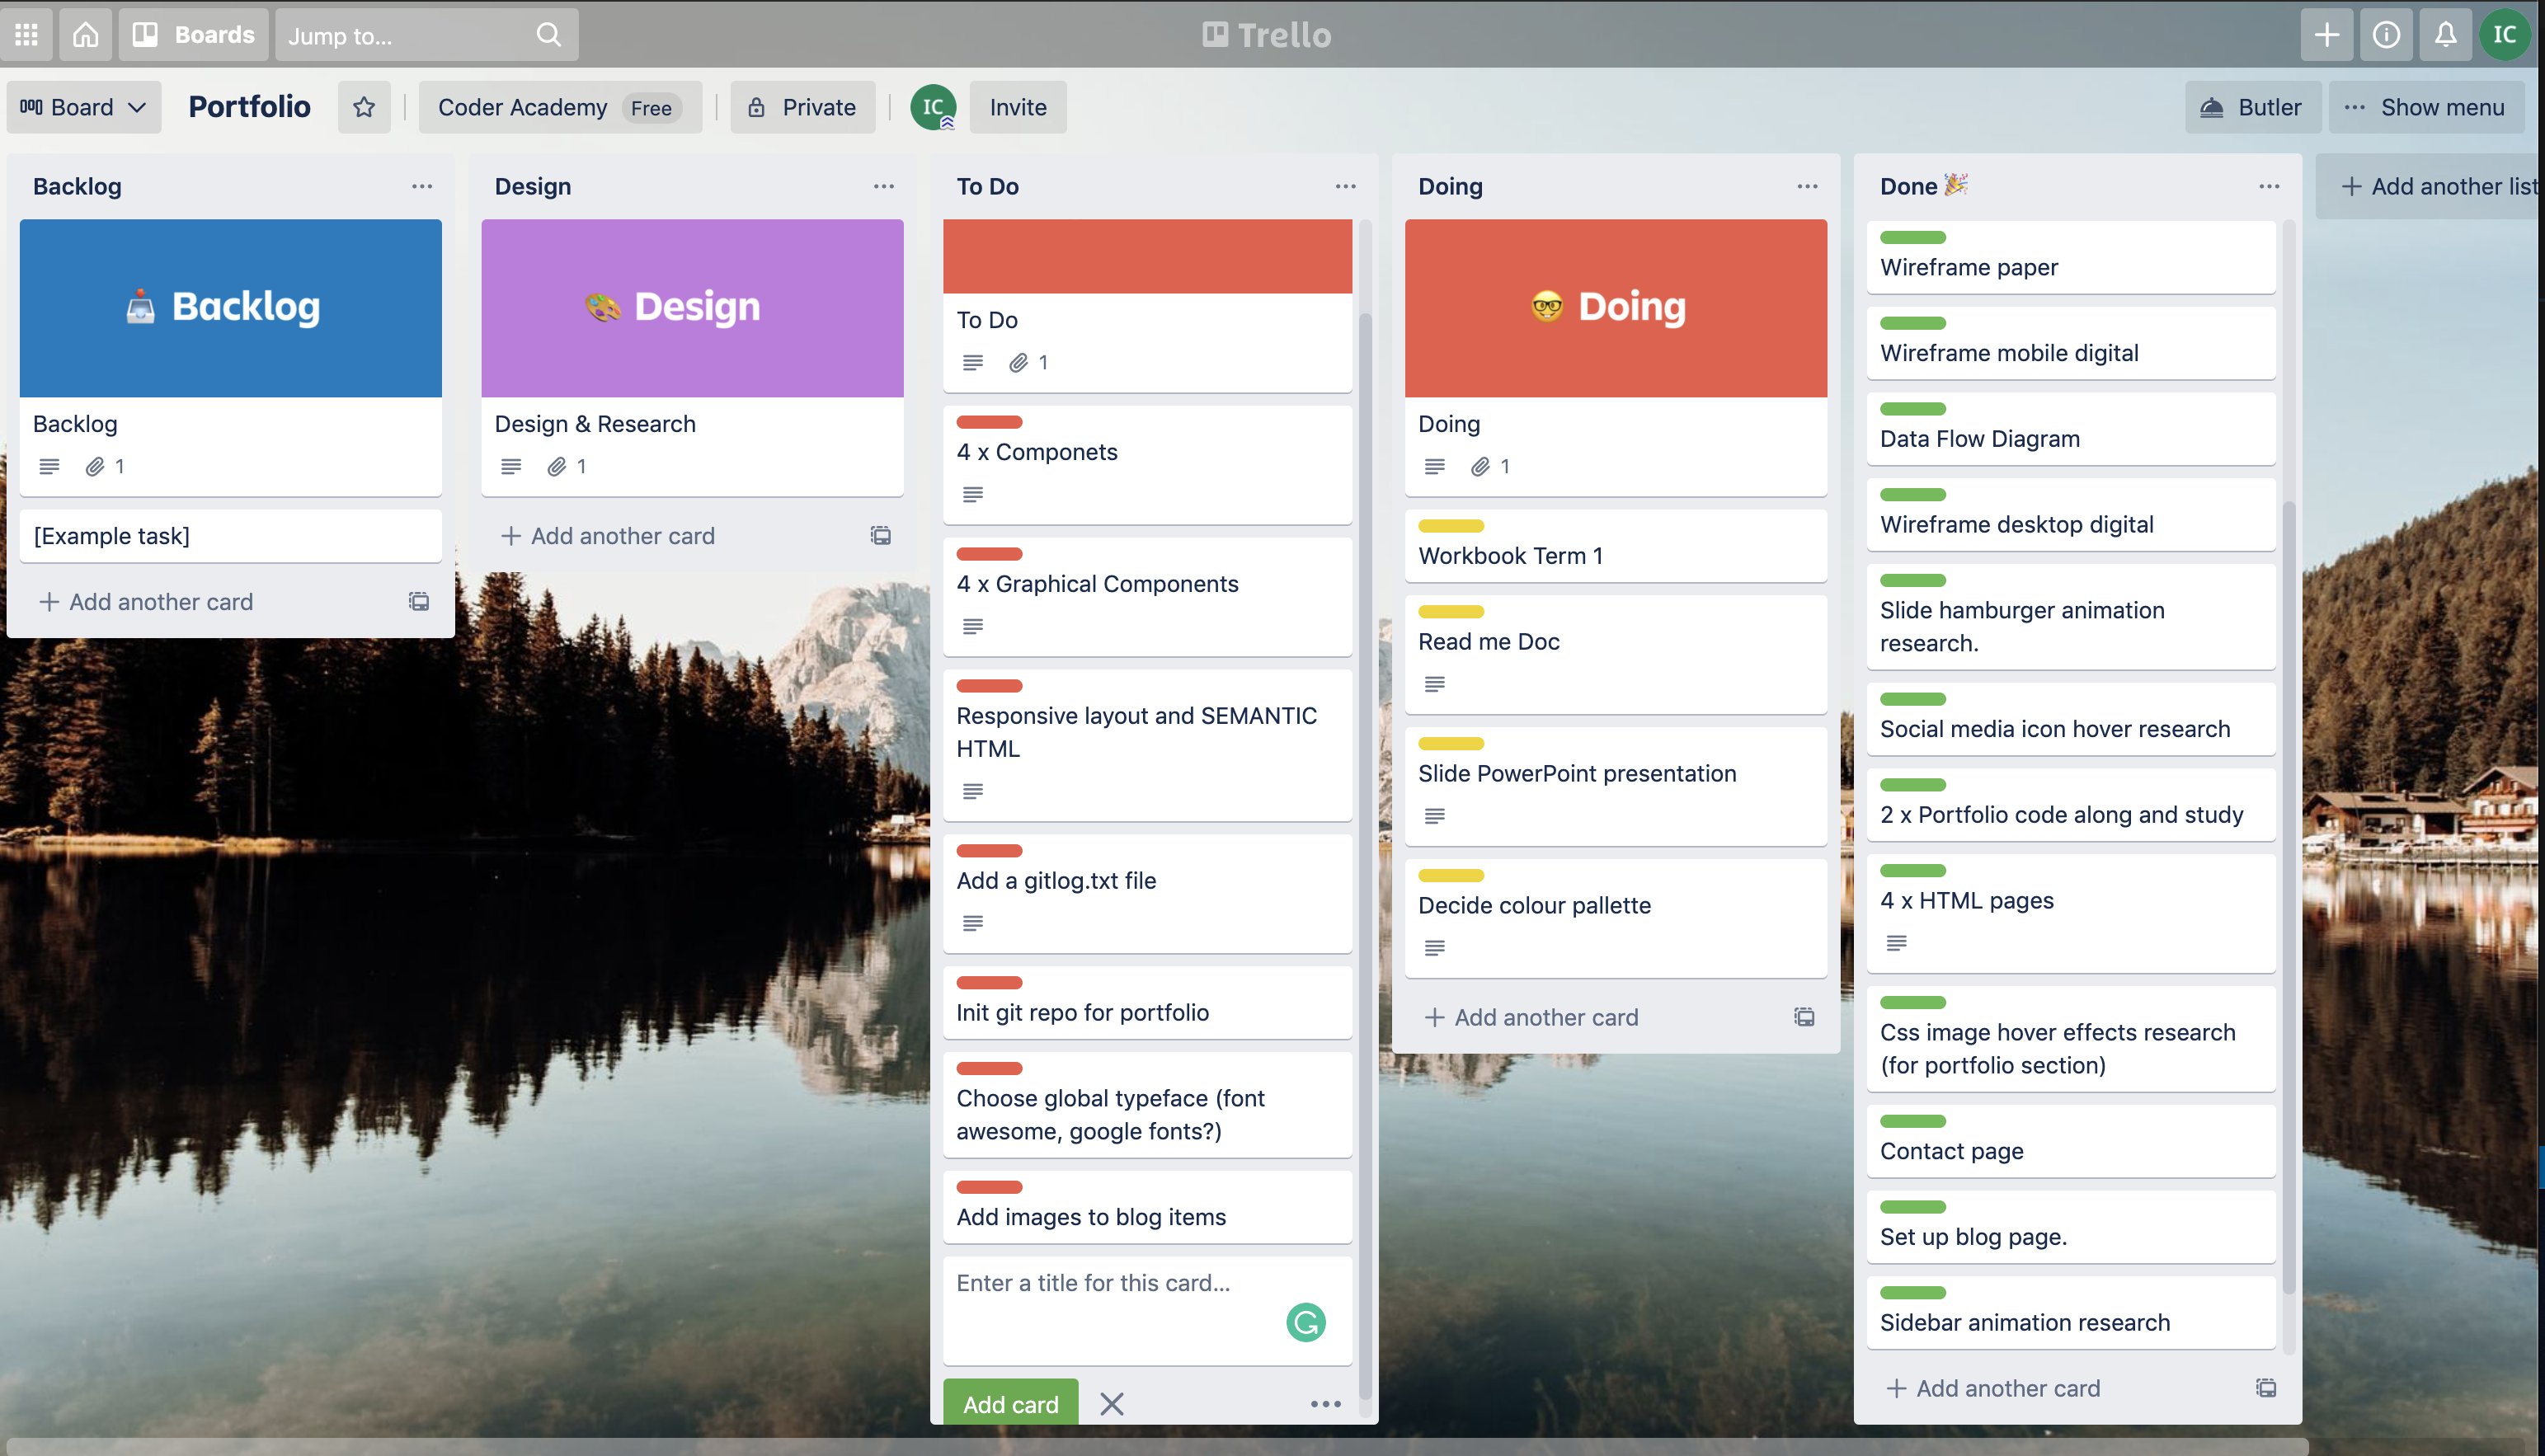 Boards
Jump to...
Trello
IC
Board
Portfolio
Coder Academy Free
Private
IC
Invite
Butler
Show menu
Backlog
Backlog
Backlog
1
[Example task]
Add another card
Design
Design
Design & Research
1
Add another card
To Do
To Do
1
4 x Componets
4 x Graphical Components
Responsive layout and SEMANTIC
HTML
Add a gitlog.txt file
Init git repo for portfolio
Choose global typeface (font
awesome, google fonts?)
Add images to blog items
Enter a title for this card...
Add card
Doing
Doing
Doing
1
Workbook Term 1
Read me Doc
Slide PowerPoint presentation
Decide colour pallette
Add another card
Done
Wireframe paper
Wireframe mobile digital
Data Flow Diagram
Wireframe desktop digital
Slide hamburger animation
research.
Social media icon hover research
2 x Portfolio code along and study
4 x HTML pages
Css image hover effects research
(for portfolio section)
Contact page
Set up blog page.
Sidebar animation research
Add another card
Add another list